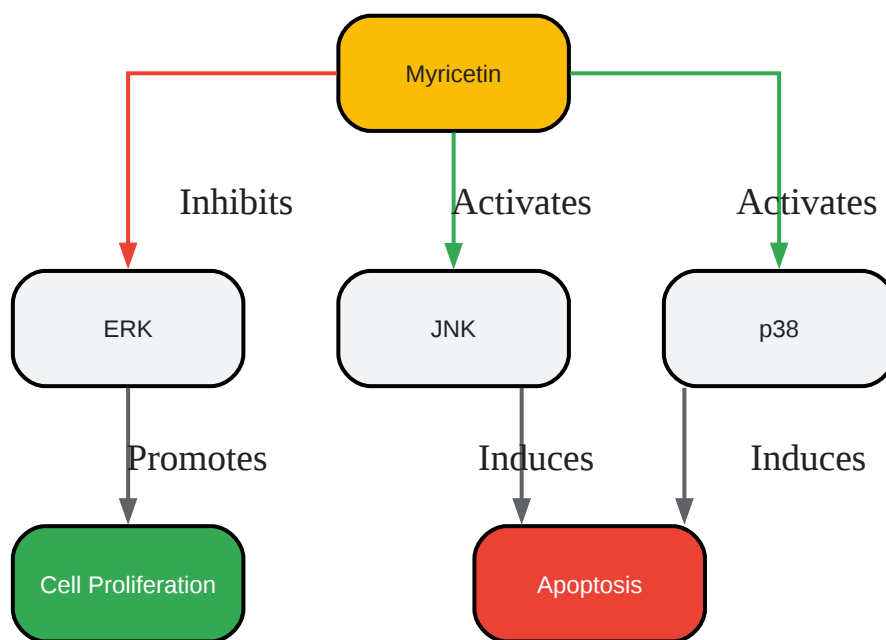 Myricetin
Inhibits
Activates
Activates
ERK
JNK
p38
Promotes
Induces
Induces
Cell Proliferation
Apoptosis